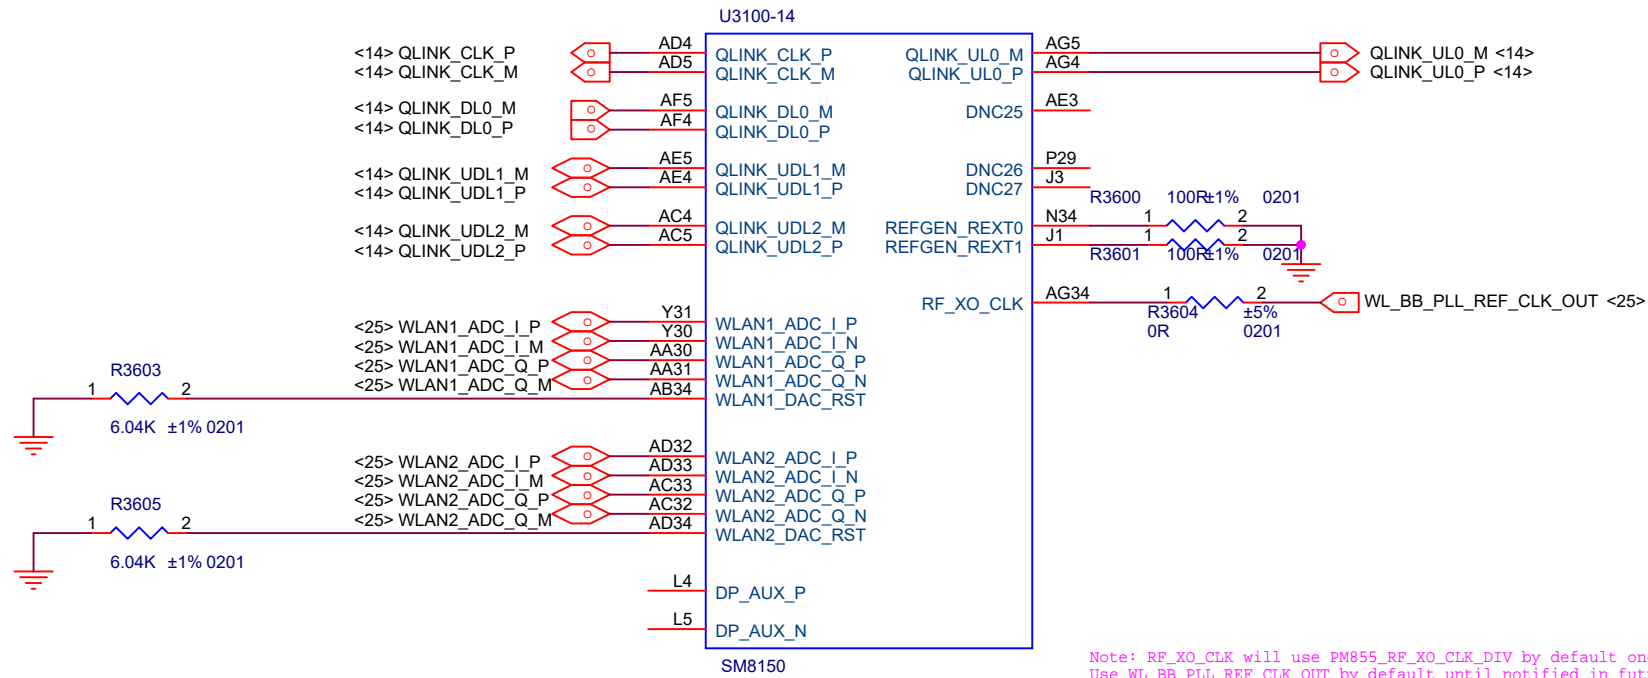 U3100-14
<14> QLINK_CLK_P AD4 QLINK_CLK_P QLINK_UL0_M AG5 QLINK_UL0_M <14>
<14> QLINK_CLK_M AD5 QLINK_CLK_M QLINK_UL0_P AG4 QLINK_UL0_P <14>
<14> QLINK_DL0_M AF5 QLINK_DL0_M DNC25 AE3
<14> QLINK_DL0_P AF4 QLINK_DL0_P
<14> QLINK_UDL1_M AE5 QLINK_UDL1_M DNC26 P29
<14> QLINK_UDL1_P AE4 QLINK_UDL1_P DNC27 J3
R3600 100R±1% 0201
<14> QLINK_UDL2_M AC4 QLINK_UDL2_M REFGEN_REXT0 N34 1 2
<14> QLINK_UDL2_P AC5 QLINK_UDL2_P REFGEN_REXT1 J1 1 2
R3601 100R±1% 0201
RF_XO_CLK AG34 1 2 WL_BB_PLL_REF_CLK_OUT <25>
R3604 ±5%
0R 0201
<25> WLAN1_ADC_I_P Y31 WLAN1_ADC_I_P
<25> WLAN1_ADC_I_M Y30 WLAN1_ADC_I_N
<25> WLAN1_ADC_Q_P AA30 WLAN1_ADC_Q_P
<25> WLAN1_ADC_Q_M AA31 WLAN1_ADC_Q_N
R3603
1 2 AB34 WLAN1_DAC_RST
6.04K ±1% 0201
<25> WLAN2_ADC_I_P AD32 WLAN2_ADC_I_P
<25> WLAN2_ADC_I_M AD33 WLAN2_ADC_I_N
<25> WLAN2_ADC_Q_P AC33 WLAN2_ADC_Q_P
<25> WLAN2_ADC_Q_M AC32 WLAN2_ADC_Q_N
R3605
1 2 AD34 WLAN2_DAC_RST
6.04K ±1% 0201
L4 DP_AUX_P
L5 DP_AUX_N
SM8150
Note: RF_XO_CLK will use PM855_RF_XO_CLK_DIV by default
Use WL_BB_PLL_REF_CLK_OUT by default until notified in